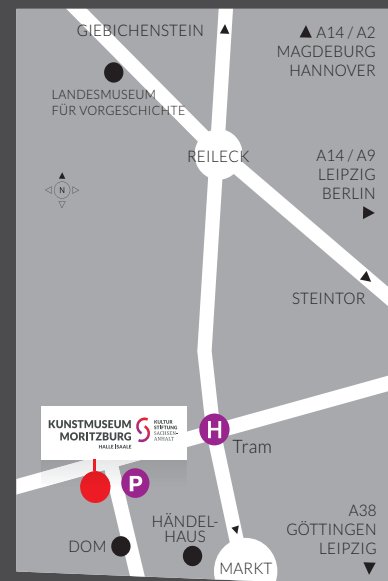 GIEBICHENSTEIN
A14 / A2
MAGDEBURG
HANNOVER
LANDESMUSEUM
FÜR VORGESCHICHTE
REILECK
A14 / A9
LEIPZIG
BERLIN
N
STEINTOR
KUNSTMUSEUM
MORITZBURG
HALLE|SAALE
KULTUR
STIFTUNG
SACHSEN-
ANHALT
H
Tram
P
HÄNDEL-
HAUS
DOM
A38
GÖTTINGEN
LEIPZIG
MARKT